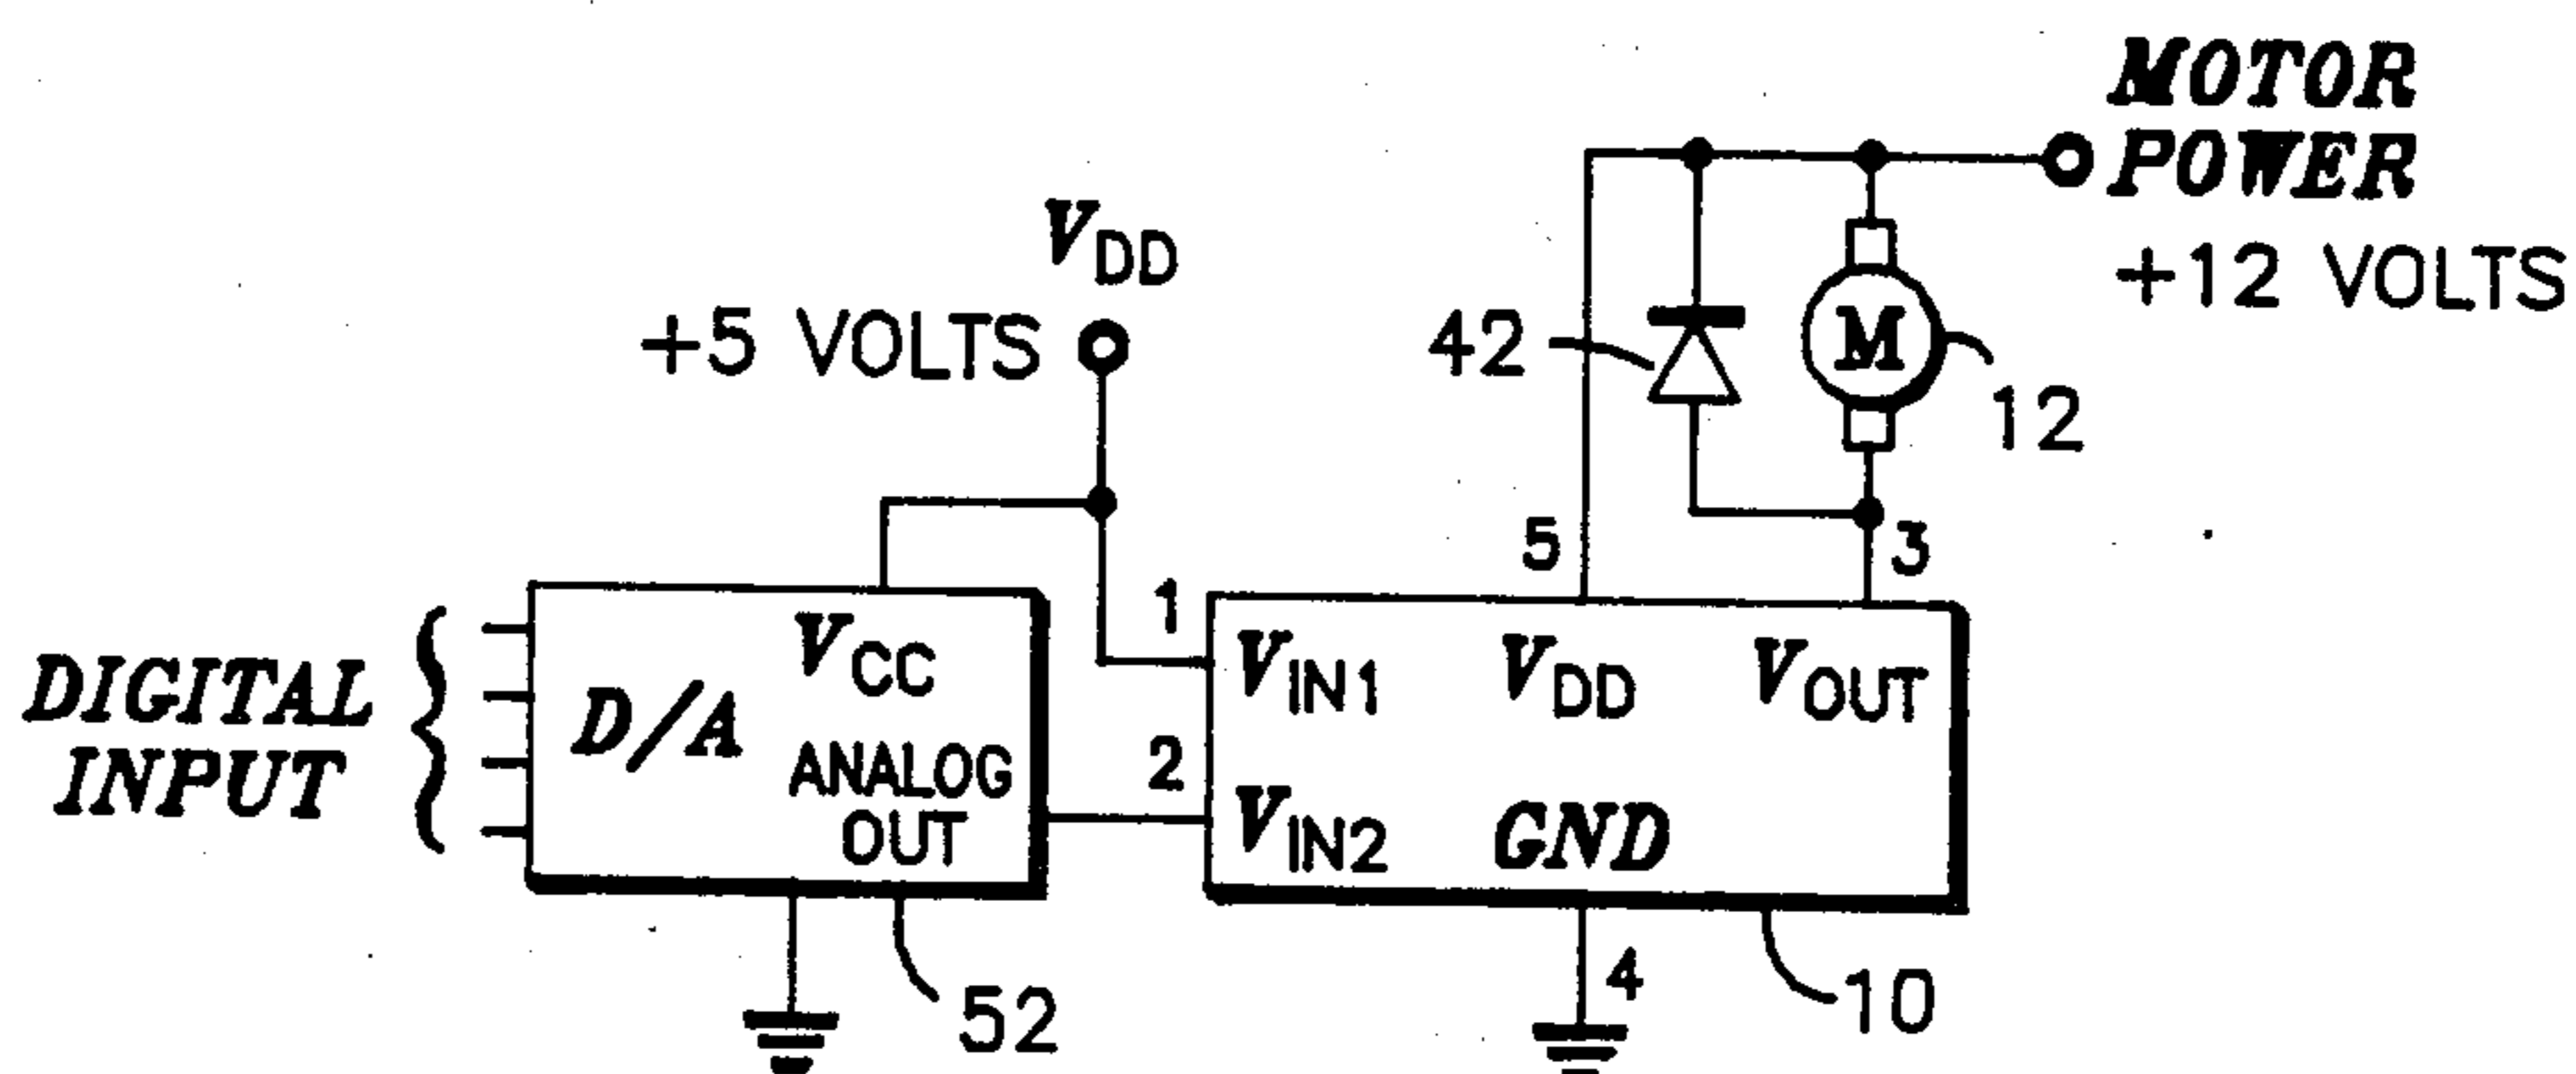 MOTOR
POWER
+12 VOLTS
VDD
+5 VOLTS
42
M
12
5
3
1
2
DIGITAL
INPUT
D/A
VCC
ANALOG
OUT
VIN1
VDD
VOUT
VIN2
GND
52
4
10